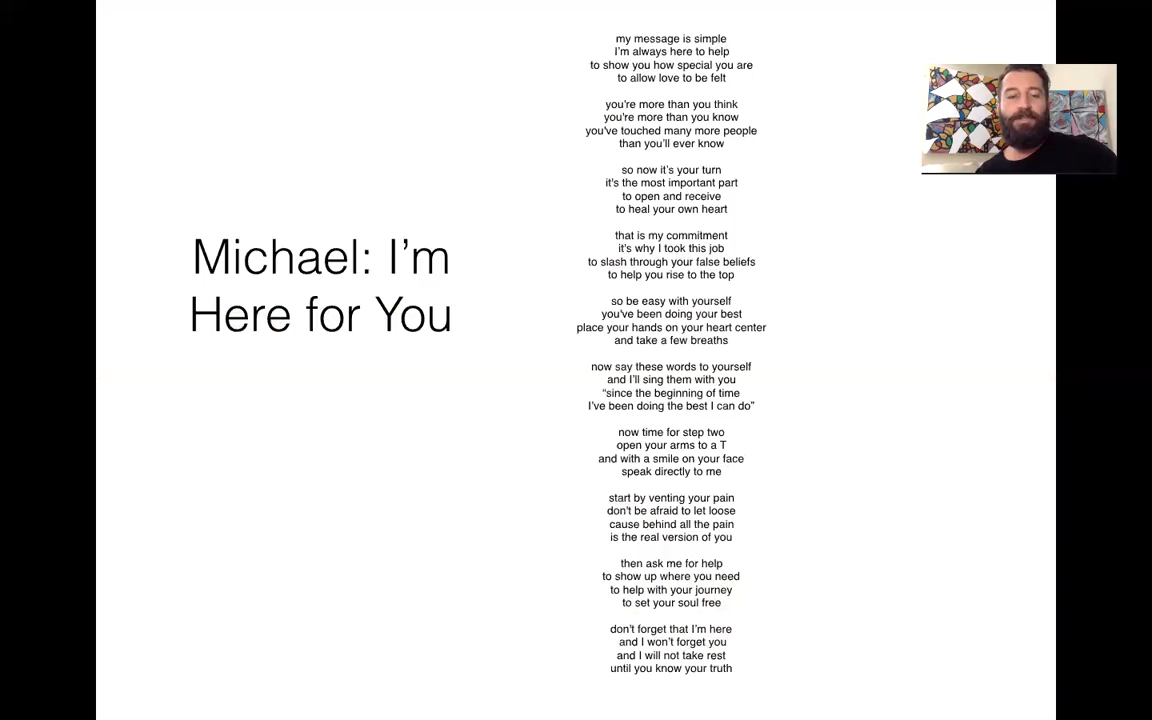 Michael: I’m
Here for You
my message is simple
I’m always here to help
to show you how special you are
to allow love to be felt
you’re more than you think
you're more than you know
you've touched many more people
than you’ll ever know
so now it’s your turn
it's the most important part
to open and receive
to heal your own heart
that is my commitment
it’s why I took this job
to slash through your false beliefs
to help you rise to the top
so be easy with yourself
you've been doing your best
place your hands on your heart center
and take a few breaths
now say these words to yourself
and I’ll sing them with you
“since the beginning of time
I’ve been doing the best I can do”
now time for step two
open your arms to a T
and with a smile on your face
speak directly to me
start by venting your pain
don't be afraid to let loose
cause behind all the pain
is the real version of you
then ask me for help
to show up where you need
to help with your journey
to set your soul free
don’t forget that I’m here
and I won’t forget you
and I will not take rest
until you know your truth